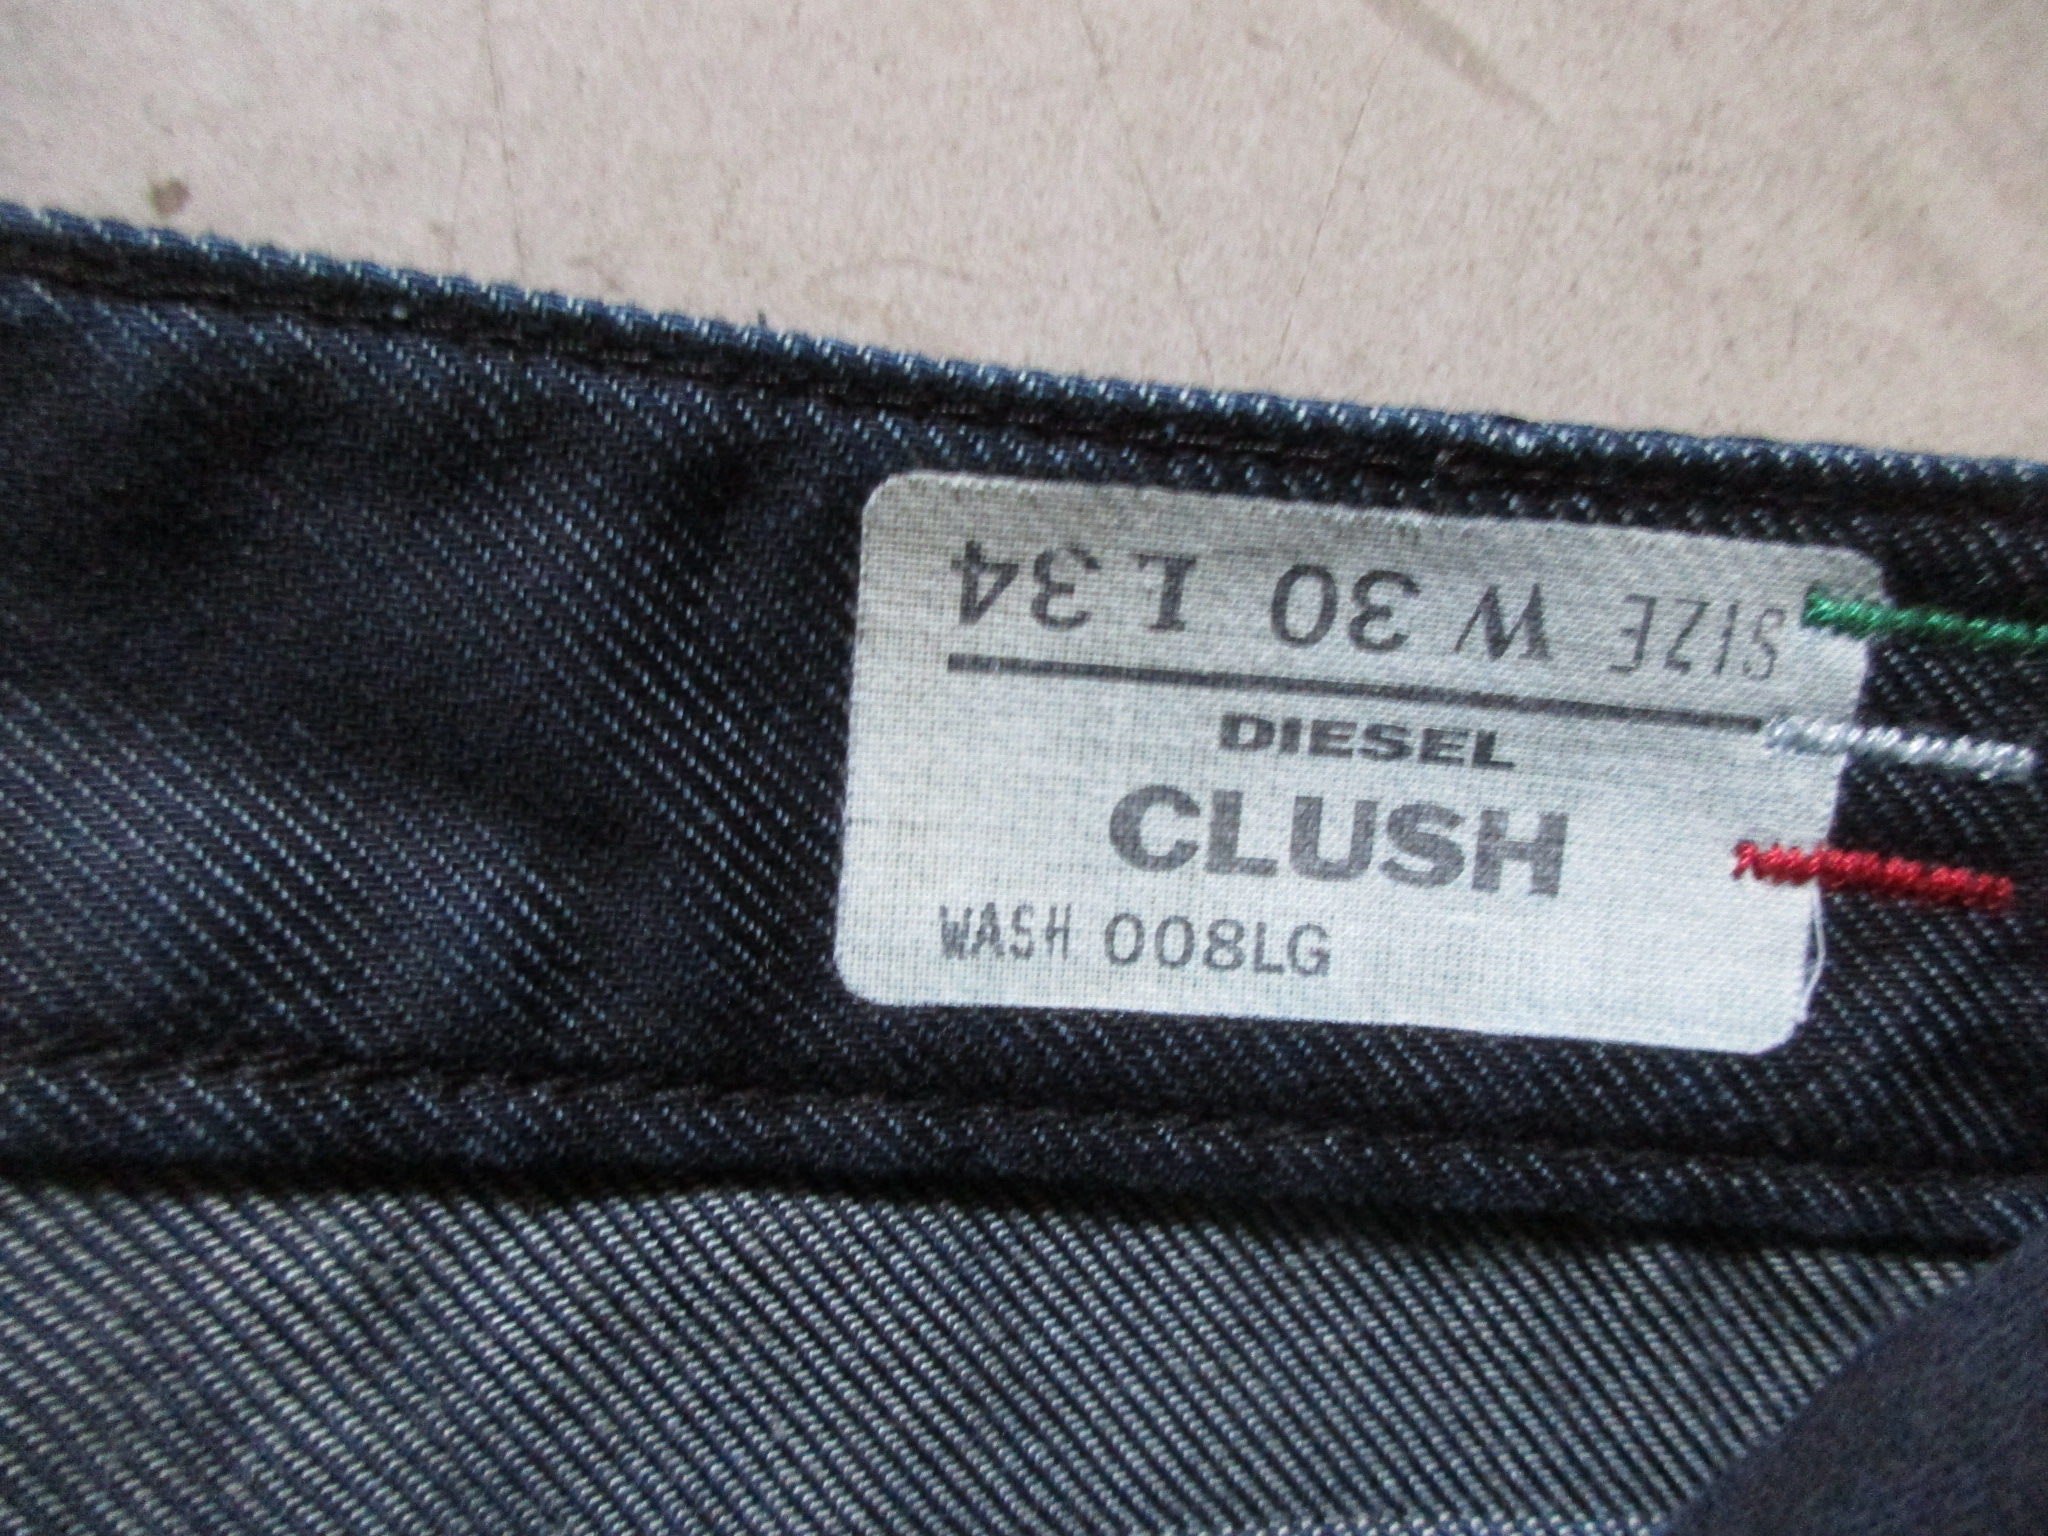 SIZE W 30 L 34
DIESEL
CLUSH
WASH 008LG